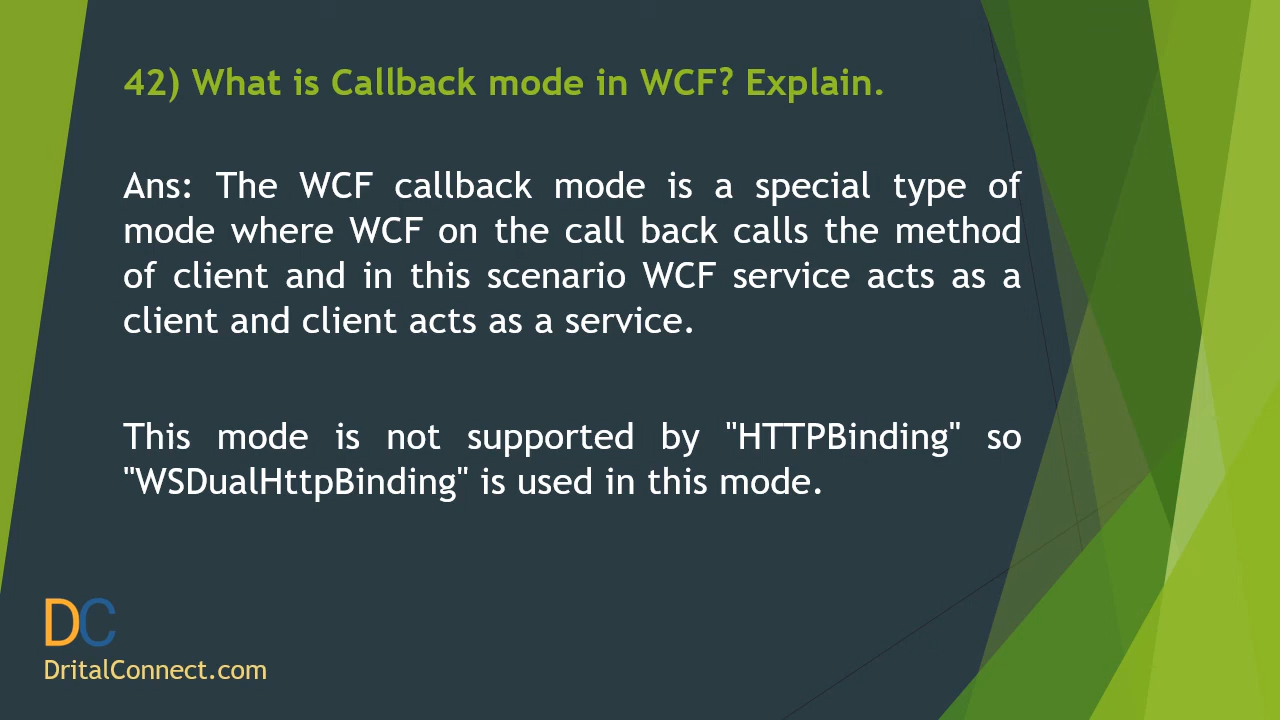 42) What is Callback mode in WCF? Explain.
Ans: The WCF callback mode is a special type of
mode where WCF on the call back calls the method
of client and in this scenario WCF service acts as a
client and client acts as a service.
This mode is not supported by "HTTPBinding" so
"WSDualHttpBinding" is used in this mode.
DC
DritalConnect.com